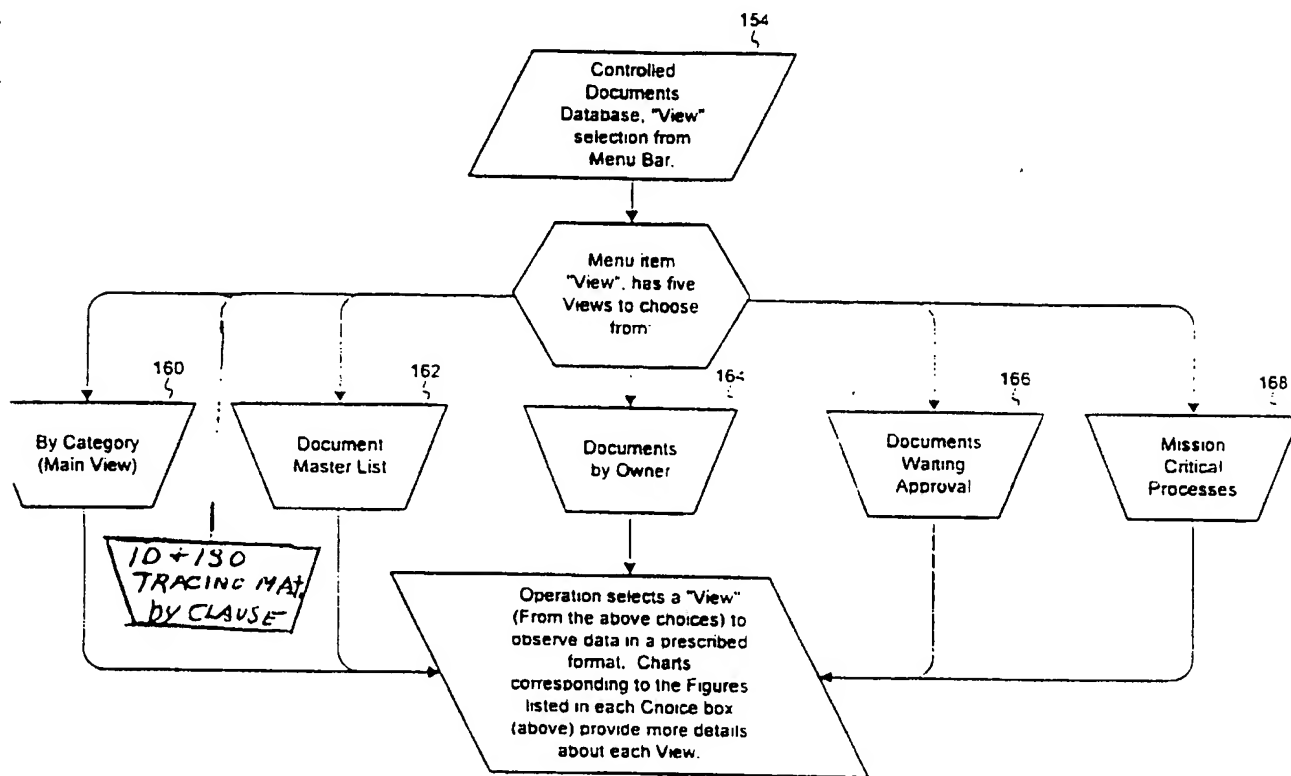 154
Controlled
Documents
Database, "View"
selection from
Menu Bar.
Menu item
"View", has five
Views to choose
from:
160
162
164
166
168
By Category
(Main View)
Document
Master List
Documents
by Owner
Documents
Waiting
Approval
Mission
Critical
Processes
ID + ISO
TRACING MAT.
by CLAUSE
Operation selects a "View"
(From the above choices) to
observe data in a prescribed
format. Charts
corresponding to the Figures
listed in each Choice box
(above) provide more details
about each View.